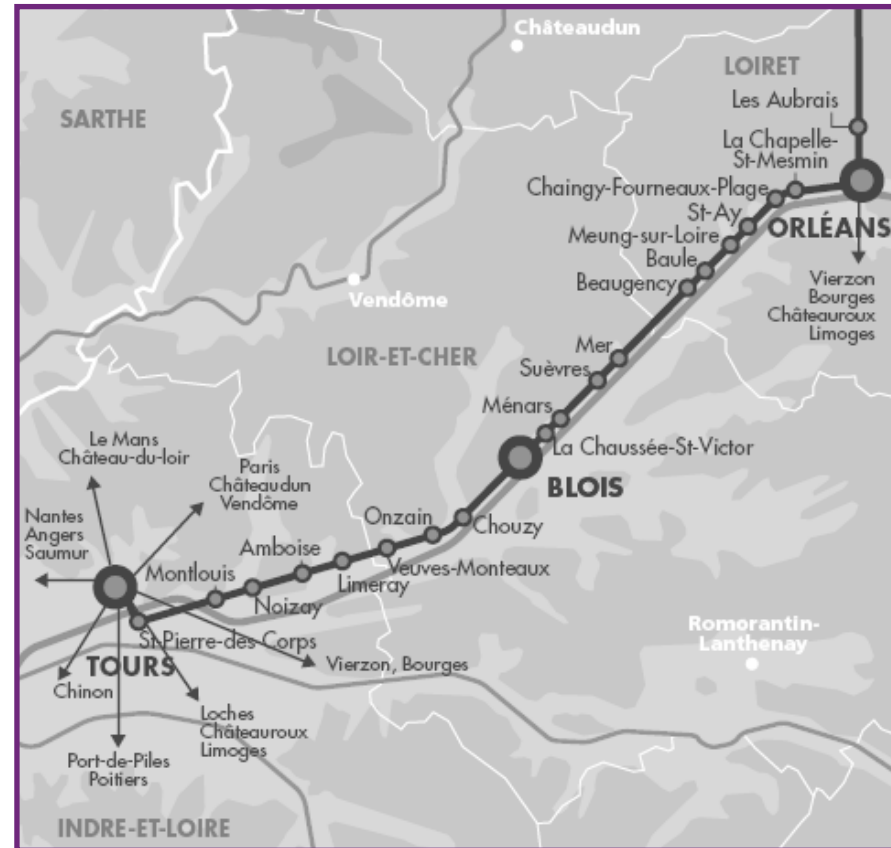 Châteaudun
LOIRET
SARTHE
Les Aubrais
La Chapelle-
St-Mesmin
Chaingy-Fourneaux-Plage
St-Ay
ORLÉANS
Meung-sur-Loire
Baule
Beaugency
Vierzon
Bourges
Châteauroux
Limoges
Vendôme
LOIR-ET-CHER
Mer
Suèvres
Ménars
La Chaussée-St-Victor
BLOIS
Le Mans
Château-du-loir
Paris
Châteaudun
Vendôme
Nantes
Angers
Saumur
Onzain
Chouzy
Amboise
Veuves-Monteaux
Limeray
Montlouis
Noizay
St-Pierre-des-Corps
TOURS
Vierzon, Bourges
Romorantin-
Lanthenay
Chinon
Loches
Châteauroux
Limoges
Port-de-Piles
Poitiers
INDRE-ET-LOIRE